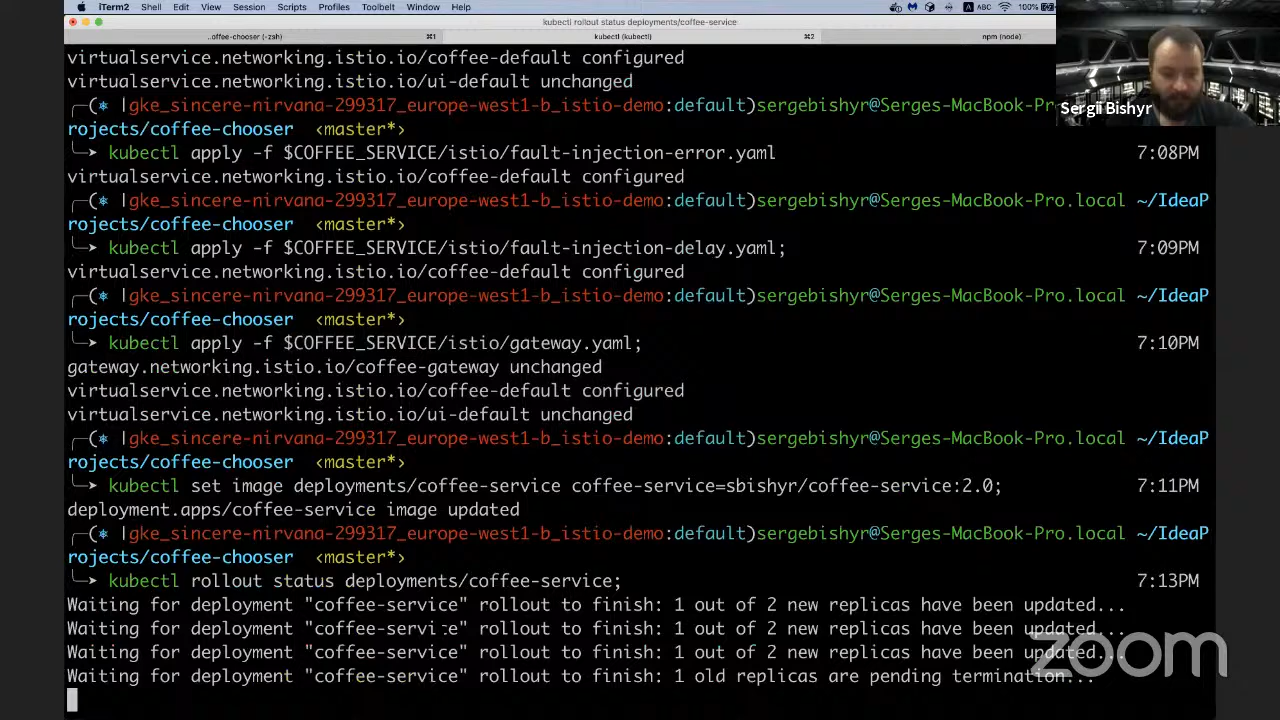 iTerm2 Shell Edit View Session Scripts Profiles Toolbelt Window Help ABC 100%
kubectl rollout status deployments/coffee-service
..offee-chooser (-zsh) ⌘1 kubectl (kubectl) ⌘2 npm (node)
virtualservice.networking.istio.io/coffee-default configured
virtualservice.networking.istio.io/ui-default unchanged
╭─(⎈ |gke_sincere-nirvana-299317_europe-west1-b_istio-demo:default)sergebishyr@Serges-MacBook-Pr
Sergii Bishyr
rojects/coffee-chooser ‹master*›
╰─➤ kubectl apply -f $COFFEE_SERVICE/istio/fault-injection-error.yaml 7:08PM
virtualservice.networking.istio.io/coffee-default configured
╭─(⎈ |gke_sincere-nirvana-299317_europe-west1-b_istio-demo:default)sergebishyr@Serges-MacBook-Pro.local ~/IdeaP
rojects/coffee-chooser ‹master*›
╰─➤ kubectl apply -f $COFFEE_SERVICE/istio/fault-injection-delay.yaml; 7:09PM
virtualservice.networking.istio.io/coffee-default configured
╭─(⎈ |gke_sincere-nirvana-299317_europe-west1-b_istio-demo:default)sergebishyr@Serges-MacBook-Pro.local ~/IdeaP
rojects/coffee-chooser ‹master*›
╰─➤ kubectl apply -f $COFFEE_SERVICE/istio/gateway.yaml; 7:10PM
gateway.networking.istio.io/coffee-gateway unchanged
virtualservice.networking.istio.io/coffee-default configured
virtualservice.networking.istio.io/ui-default unchanged
╭─(⎈ |gke_sincere-nirvana-299317_europe-west1-b_istio-demo:default)sergebishyr@Serges-MacBook-Pro.local ~/IdeaP
rojects/coffee-chooser ‹master*›
╰─➤ kubectl set image deployments/coffee-service coffee-service=sbishyr/coffee-service:2.0; 7:11PM
deployment.apps/coffee-service image updated
╭─(⎈ |gke_sincere-nirvana-299317_europe-west1-b_istio-demo:default)sergebishyr@Serges-MacBook-Pro.local ~/IdeaP
rojects/coffee-chooser ‹master*›
╰─➤ kubectl rollout status deployments/coffee-service; 7:13PM
Waiting for deployment "coffee-service" rollout to finish: 1 out of 2 new replicas have been updated...
Waiting for deployment "coffee-service" rollout to finish: 1 out of 2 new replicas have been updated...
Waiting for deployment "coffee-service" rollout to finish: 1 out of 2 new replicas have been updated...
Waiting for deployment "coffee-service" rollout to finish: 1 old replicas are pending termination...
zoom